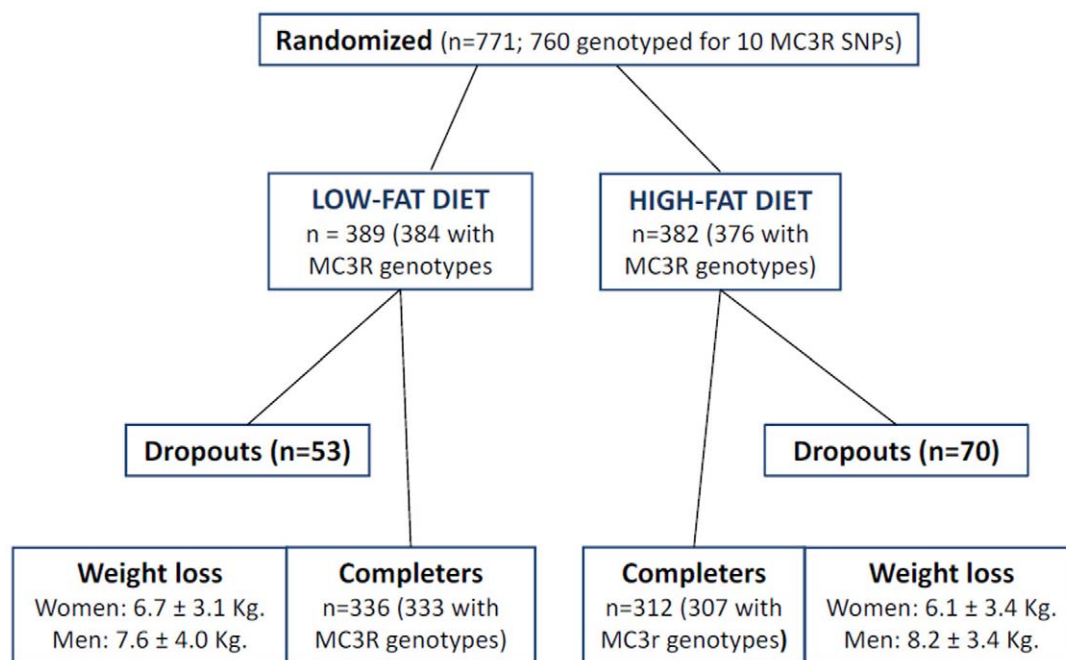 Randomized (n=771; 760 genotyped for 10 MC3R SNPs)
LOW-FAT DIET
n = 389 (384 with
MC3R genotypes
HIGH-FAT DIET
n=382 (376 with
MC3R genotypes)
Dropouts (n=53)
Dropouts (n=70)
Weight loss
Women: 6.7 ± 3.1 Kg.
Men: 7.6 ± 4.0 Kg.
Completers
n=336 (333 with
MC3R genotypes)
Completers
n=312 (307 with
MC3r genotypes)
Weight loss
Women: 6.1 ± 3.4 Kg.
Men: 8.2 ± 3.4 Kg.